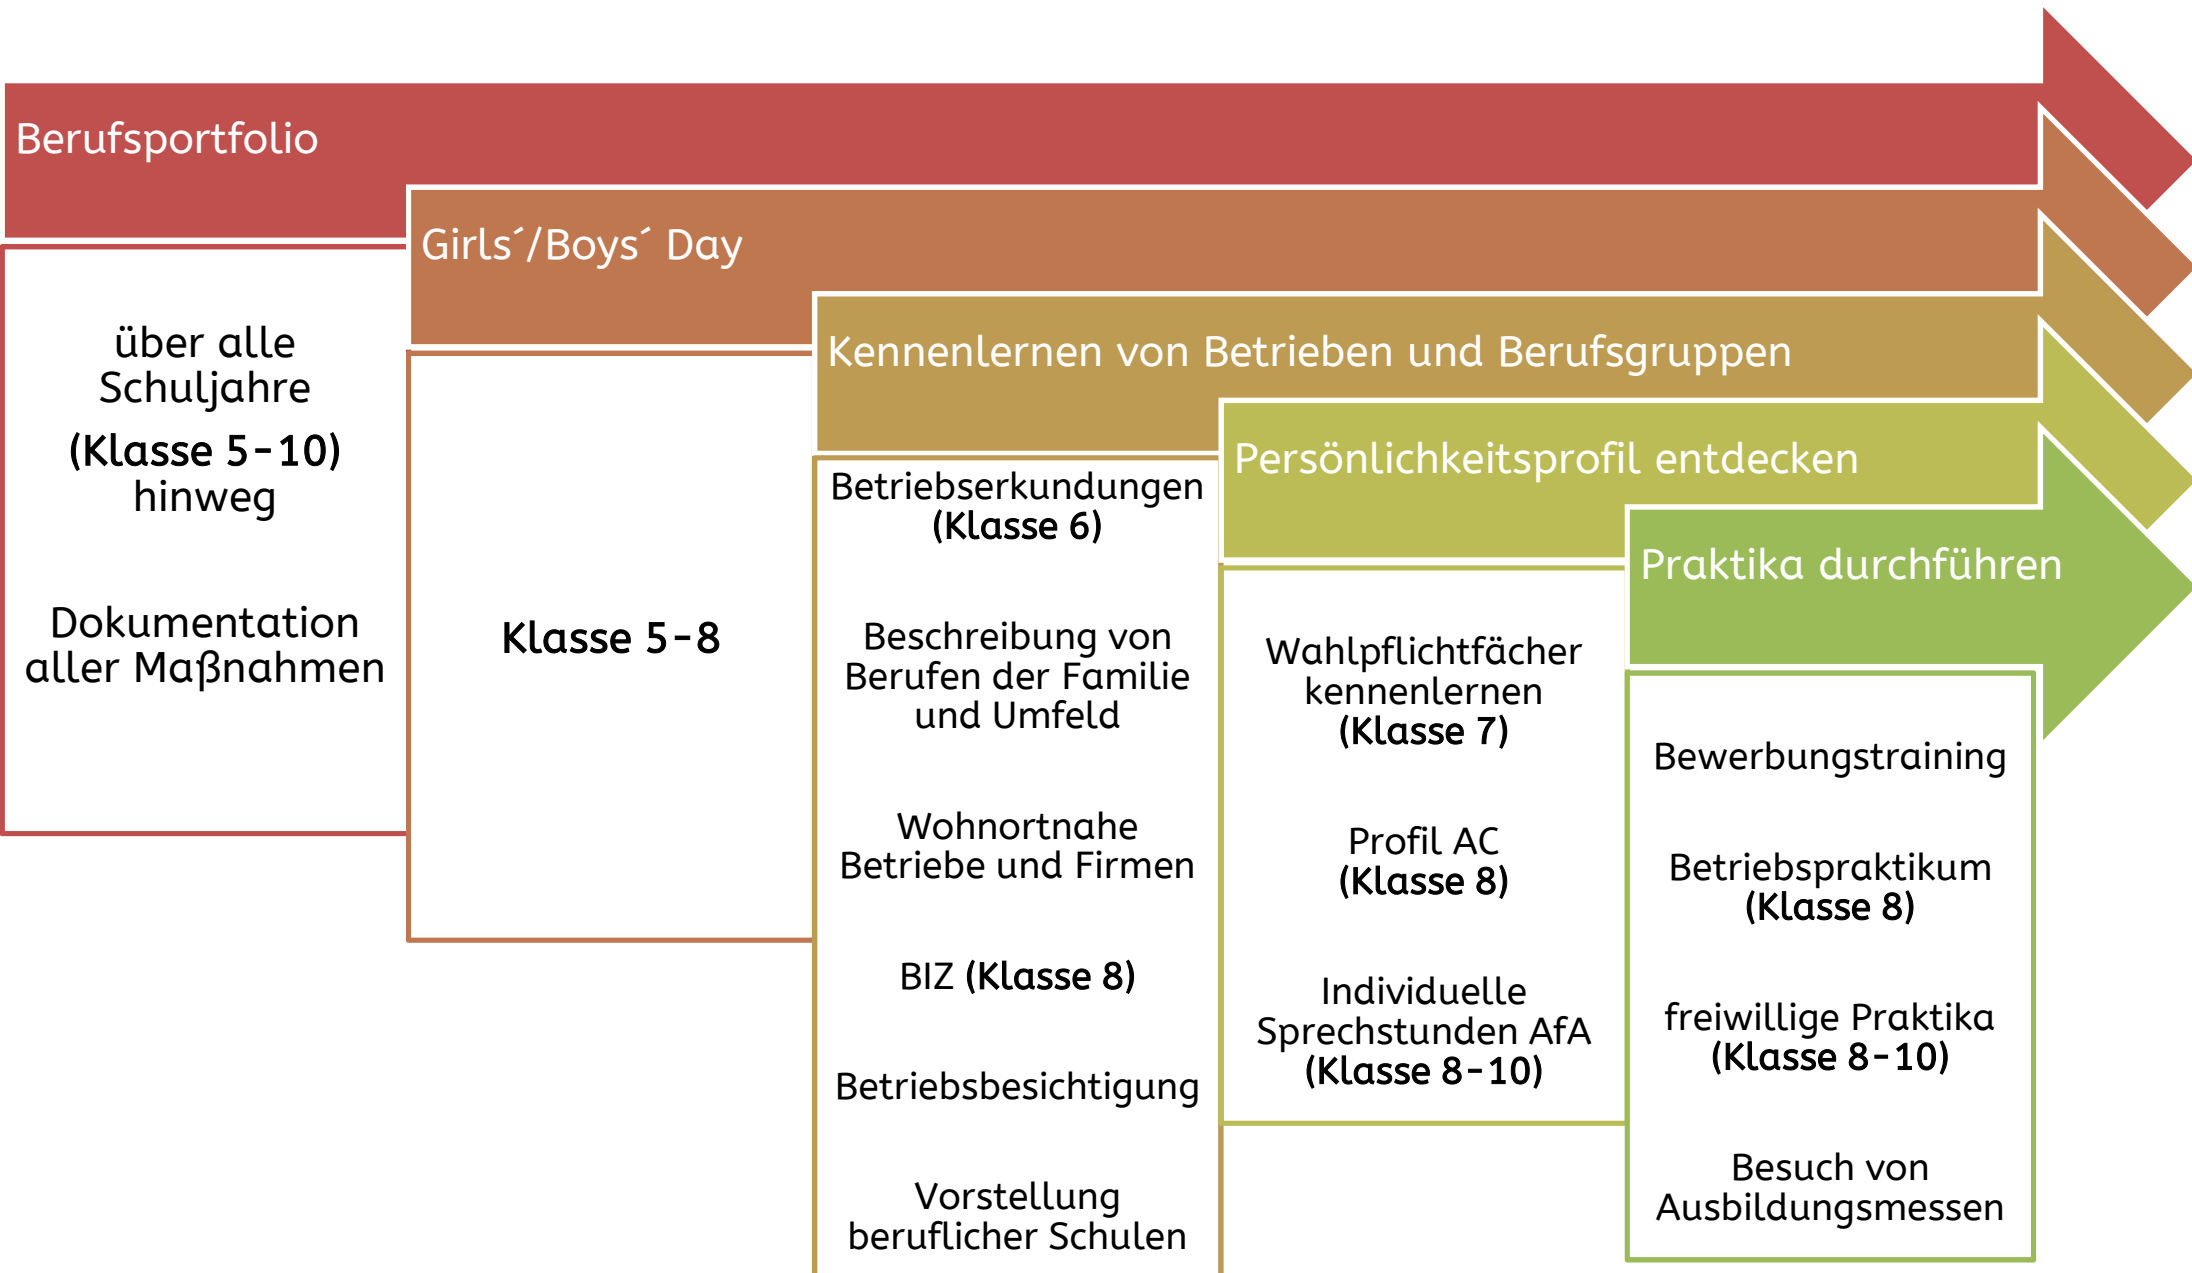 Berufsportfolio
über alle
Schuljahre
(Klasse 5-10)
hinweg
Dokumentation
aller Maßnahmen
Girls´/Boys´ Day
Klasse 5-8
Kennenlernen von Betrieben und Berufsgruppen
Betriebserkundungen
(Klasse 6)
Beschreibung von
Berufen der Familie
und Umfeld
Wohnortnahe
Betriebe und Firmen
BIZ (Klasse 8)
Betriebsbesichtigung
Vorstellung
beruflicher Schulen
Persönlichkeitsprofil entdecken
Wahlpflichtfächer
kennenlernen
(Klasse 7)
Profil AC
(Klasse 8)
Individuelle
Sprechstunden AfA
(Klasse 8-10)
Praktika durchführen
Bewerbungstraining
Betriebspraktikum
(Klasse 8)
freiwillige Praktika
(Klasse 8-10)
Besuch von
Ausbildungsmessen